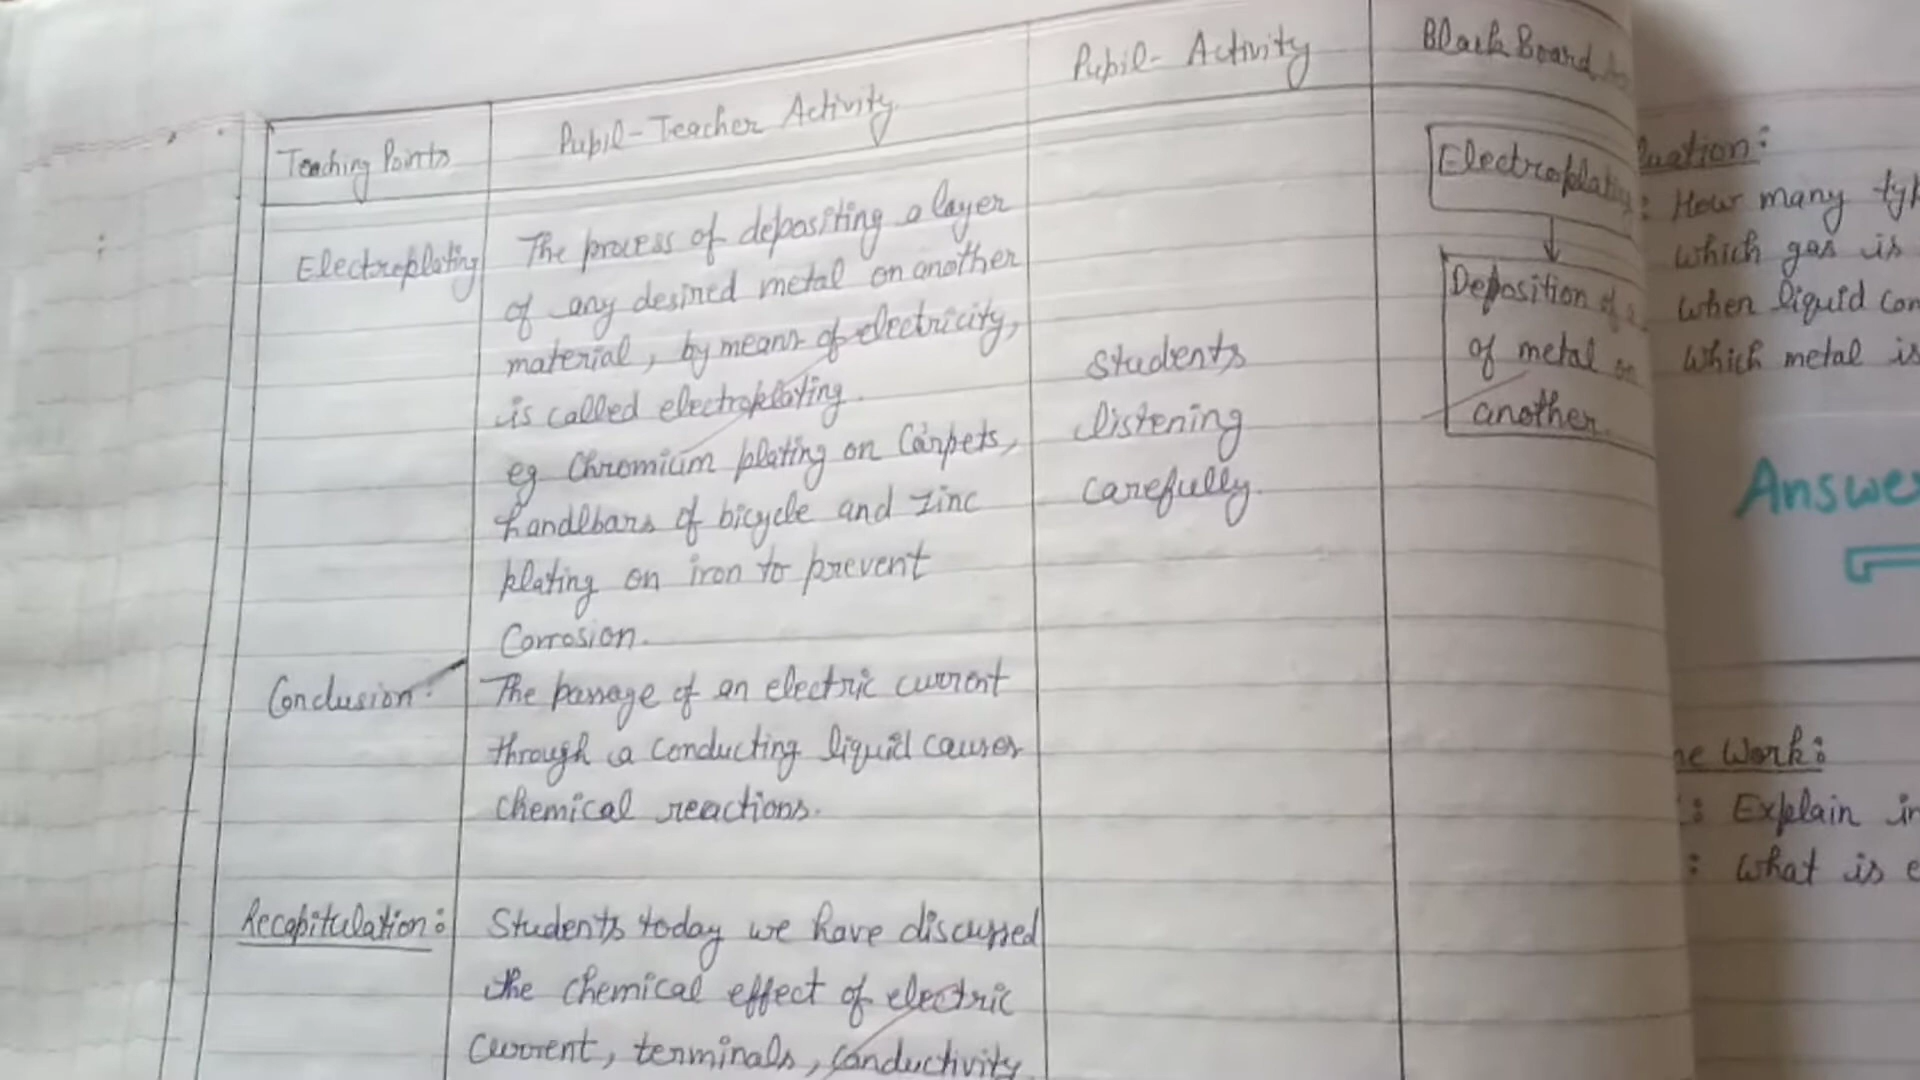 Teaching Points
Pupil-Teacher Activity
Pupil- Activity
Black Board
Electroplating
The process of depositing a layer
of any desired metal on another
material, by means of electricity,
is called electroplating.
eg Chromium plating on Carpets,
handlbars of bicycle and zinc
plating on iron to prevent
Corrosion.
Students
listening
carefully.
Electroplating
Deposition of a
of metal on
another.
Conclusion:
The passage of an electric current
through a conducting liquid causes
chemical reactions.
Recapitulation:
Students today we have discussed
the chemical effect of electric
current, terminals, conductivity
: How many
which gas is
when liquid
which metal is
Answer
Work:
: Explain in
: what is